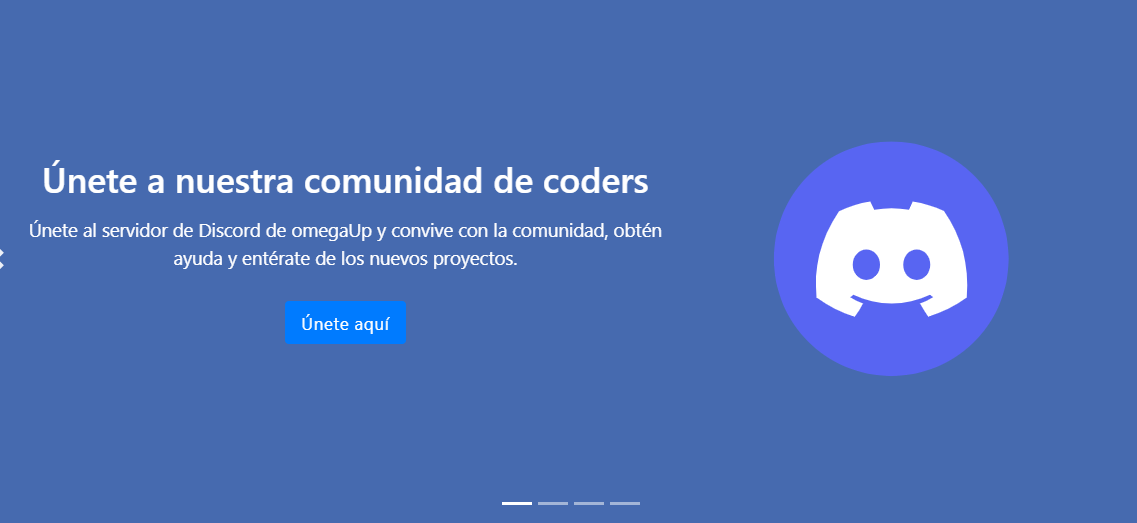 Únete a nuestra comunidad de coders
Únete al servidor de Discord de omegaUp y convive con la comunidad, obtén
ayuda y entérate de los nuevos proyectos.
Únete aquí